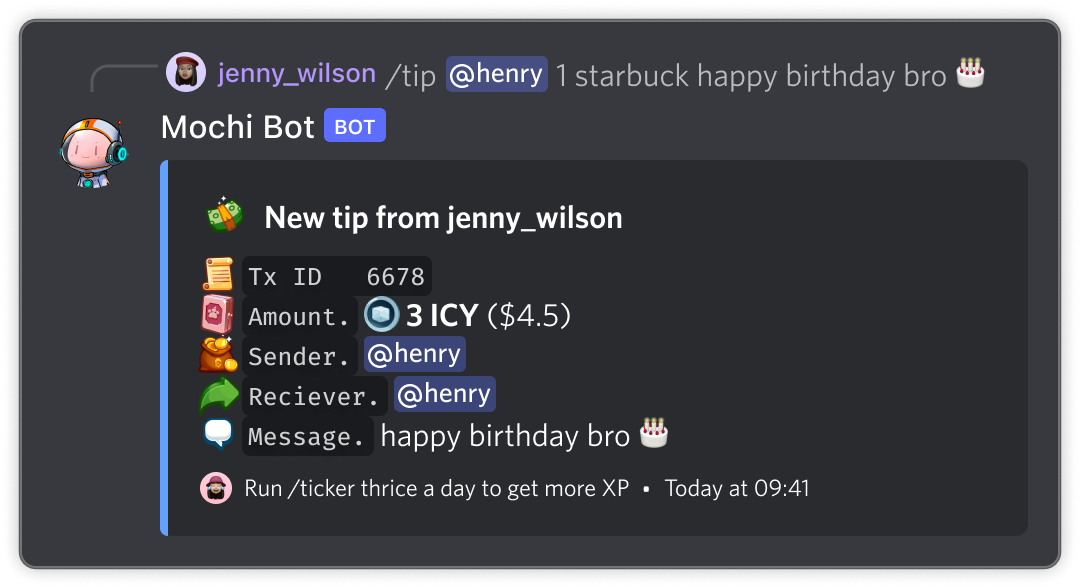 jenny_wilson /tip @henry 1 starbuck happy birthday bro 🎂
Mochi Bot BOT
New tip from jenny_wilson
Tx ID 6678
Amount. 3 ICY ($4.5)
Sender. @henry
Reciever. @henry
Message. happy birthday bro 🎂
Run /ticker thrice a day to get more XP • Today at 09:41